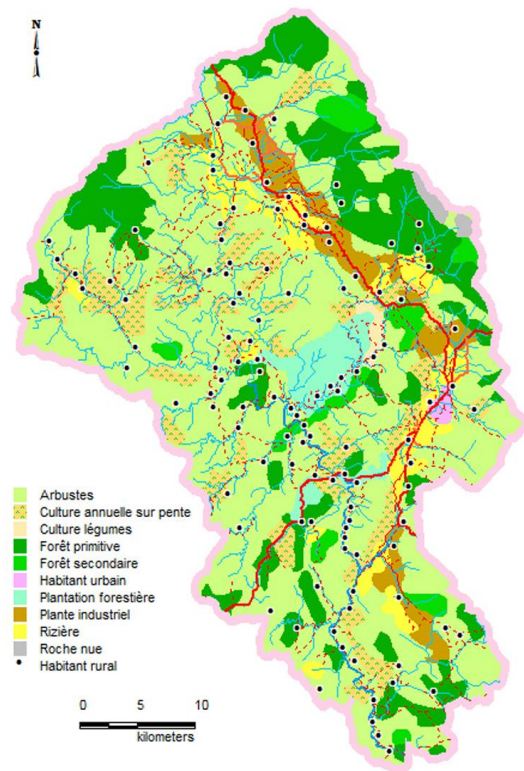 N
Arbustes
Culture annuelle sur pente
Culture légumes
Forêt primitive
Forêt secondaire
Habitant urbain
Plantation forestière
Plante industriel
Rizière
Roche nue
Habitant rural
0 5 10
kilometers